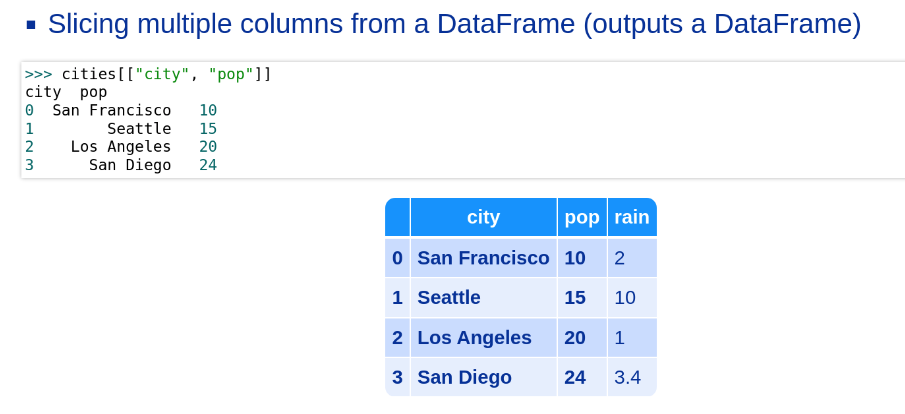 ▪ Slicing multiple columns from a DataFrame (outputs a DataFrame)
>>> cities[["city", "pop"]]
city  pop
0  San Francisco   10
1        Seattle   15
2    Los Angeles   20
3      San Diego   24
city pop rain
0 San Francisco 10 2
1 Seattle 15 10
2 Los Angeles 20 1
3 San Diego 24 3.4